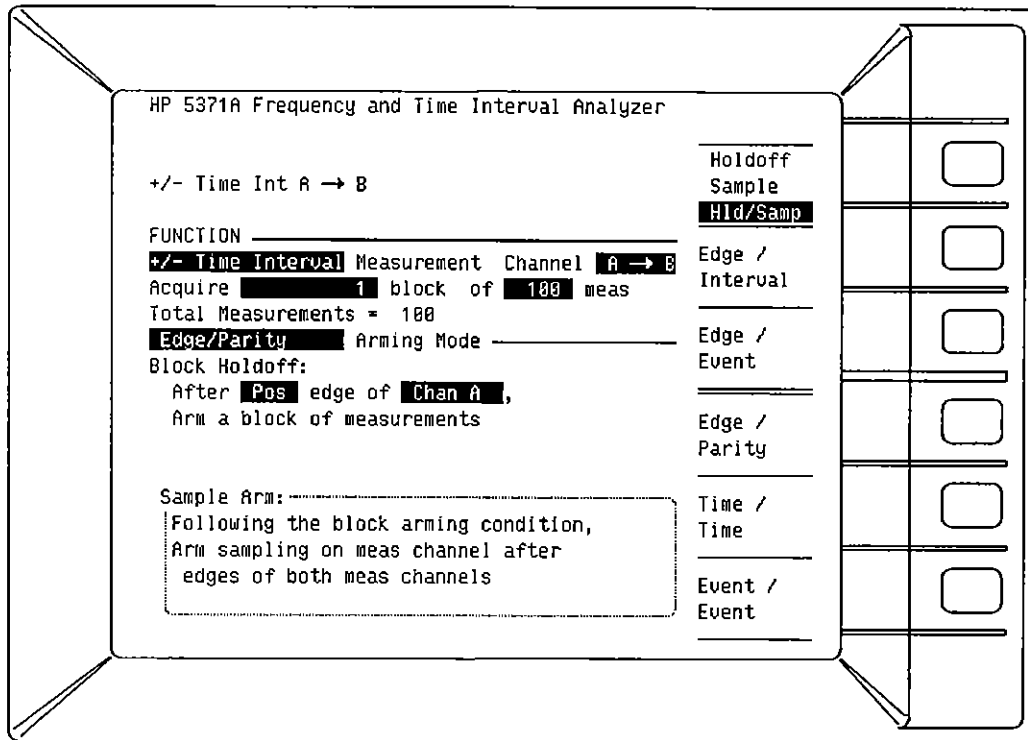 HP 5371A Frequency and Time Interval Analyzer
+/- Time Int A → B
FUNCTION
+/- Time Interval Measurement Channel A → B
Acquire 1 block of 100 meas
Total Measurements = 100
Edge/Parity Arming Mode
Block Holdoff:
After Pos edge of Chan A ,
Arm a block of measurements
Sample Arm:
Following the block arming condition,
Arm sampling on meas channel after
edges of both meas channels
Holdoff
Sample
Hld/Samp
Edge /
Interval
Edge /
Event
Edge /
Parity
Time /
Time
Event /
Event